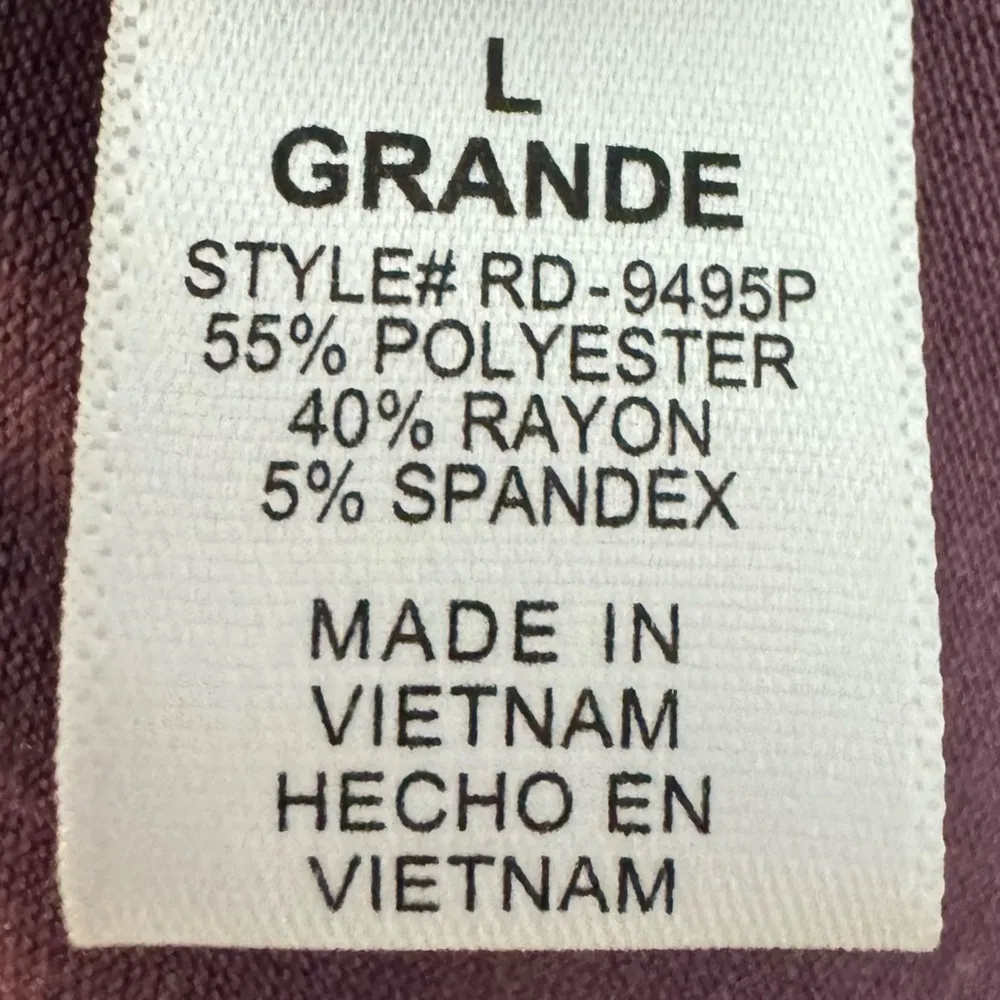 L
GRANDE
STYLE# RD-9495P
55% POLYESTER
40% RAYON
5% SPANDEX
MADE IN
VIETNAM
HECHO EN
VIETNAM